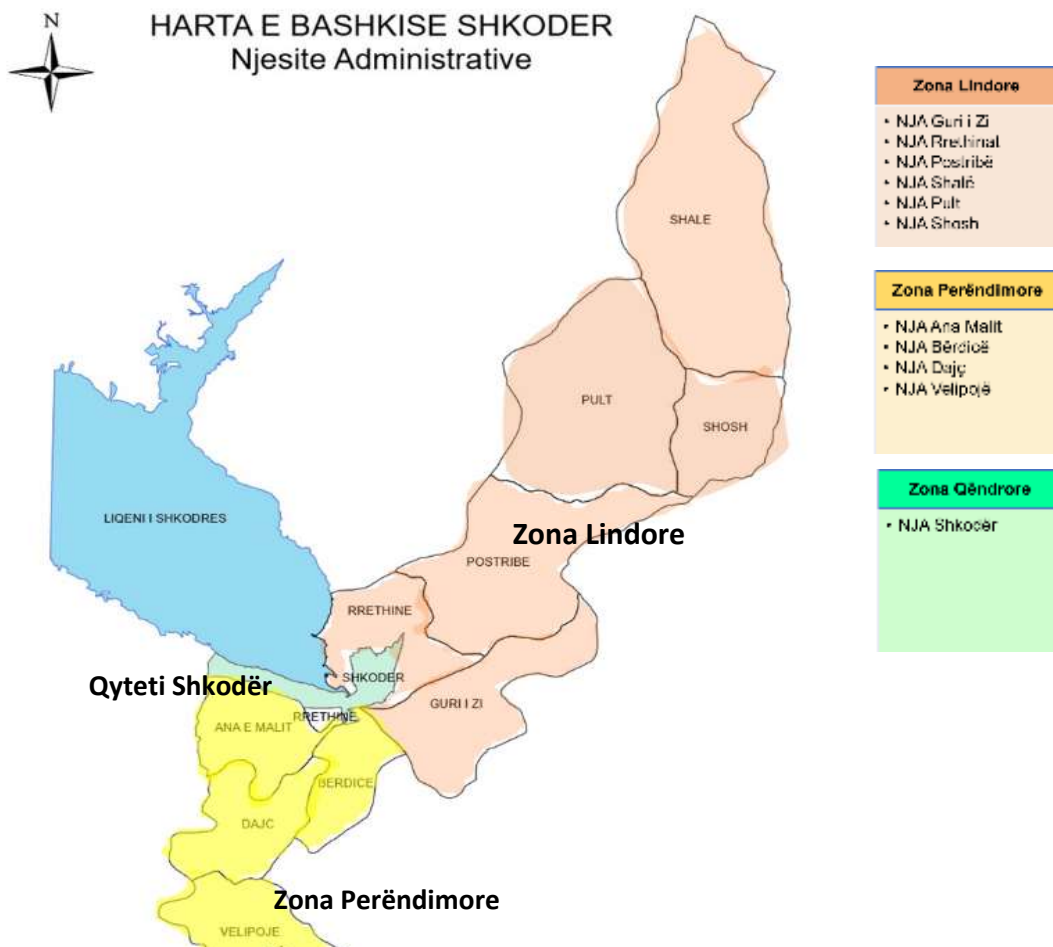 N
HARTA E BASHKISE SHKODER
Njesite Administrative
SHALE
PULT
SHOSH
LIQENI I SHKODRES
Zona Lindore
POSTRIBE
RRETHINE
Qyteti Shkodër
SHKODER
GURI I ZI
RRETHINE
ANA E MALIT
BERDICE
DAJC
Zona Perëndimore
VELIPOJE
Zona Lindore
• NJA Guri i Zi
• NJA Rrethinat
• NJA Postribë
• NJA Shalë
• NJA Pult
• NJA Shosh
Zona Perëndimore
• NJA Ana Malit
• NJA Bërdicë
• NJA Dajç
• NJA Velipojë
Zona Qëndrore
• NJA Shkodër